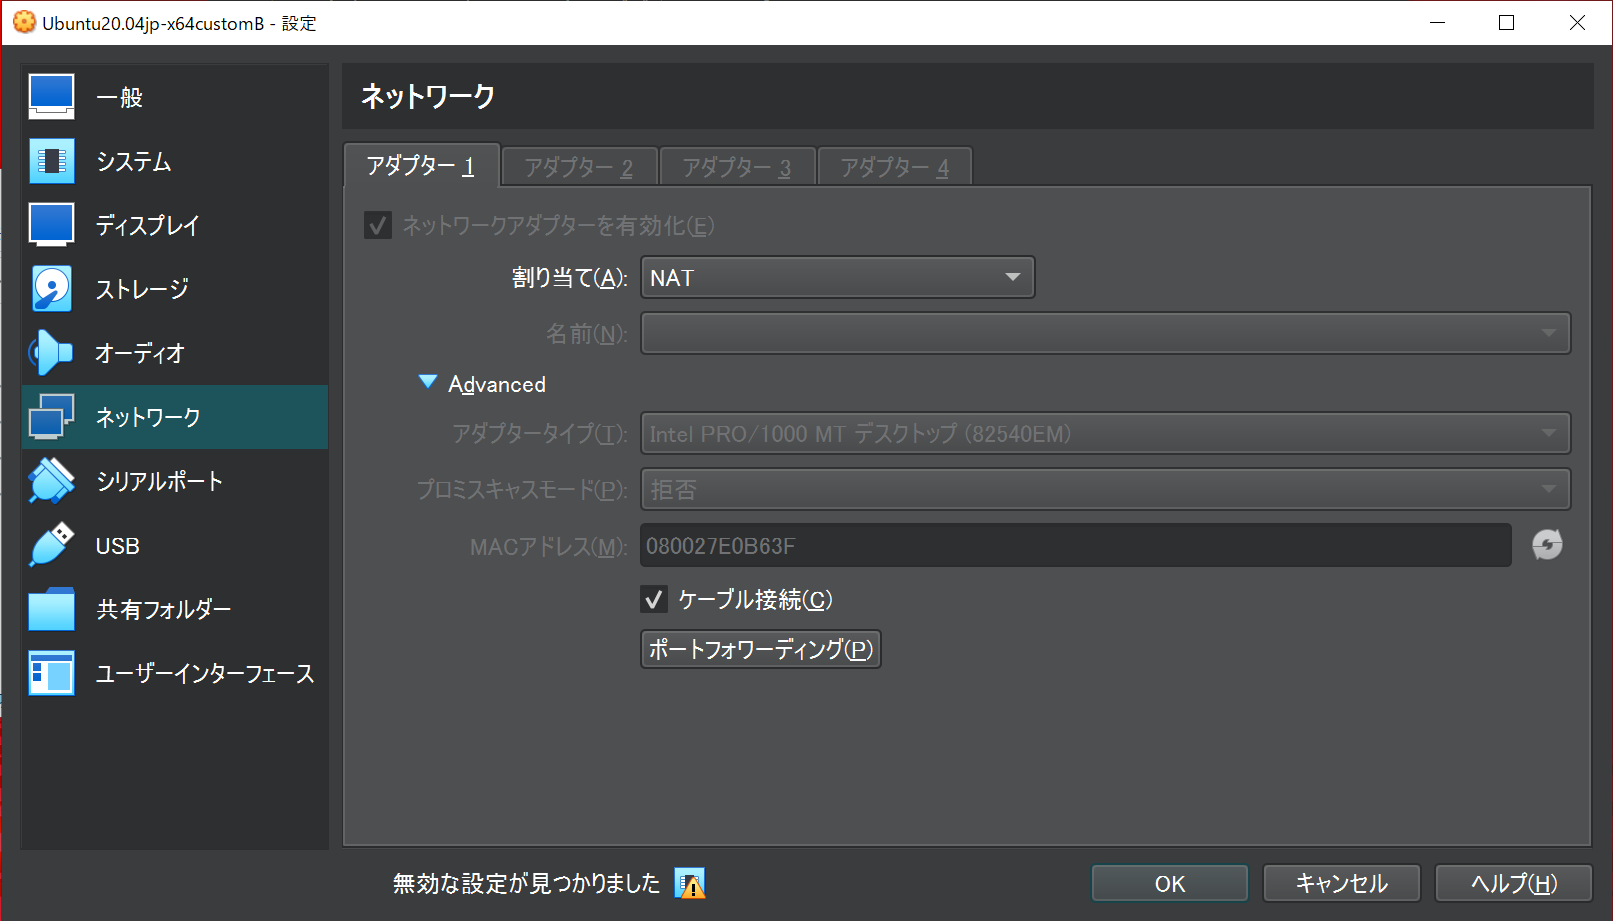 Ubuntu20.04jp-x64customB - 設定
一般
システム
ディスプレイ
ストレージ
オーディオ
ネットワーク
シリアルポート
USB
共有フォルダー
ユーザーインターフェース
ネットワーク
アダプター 1 アダプター 2 アダプター 3 アダプター 4
ネットワークアダプターを有効化(E)
割り当て(A): NAT
名前(N):
Advanced
アダプタータイプ(T): Intel PRO/1000 MT デスクトップ (82540EM)
プロミスキャスモード(P): 拒否
MACアドレス(M): 080027E0B63F
ケーブル接続(C)
ポートフォワーディング(P)
無効な設定が見つかりました
OK キャンセル ヘルプ(H)